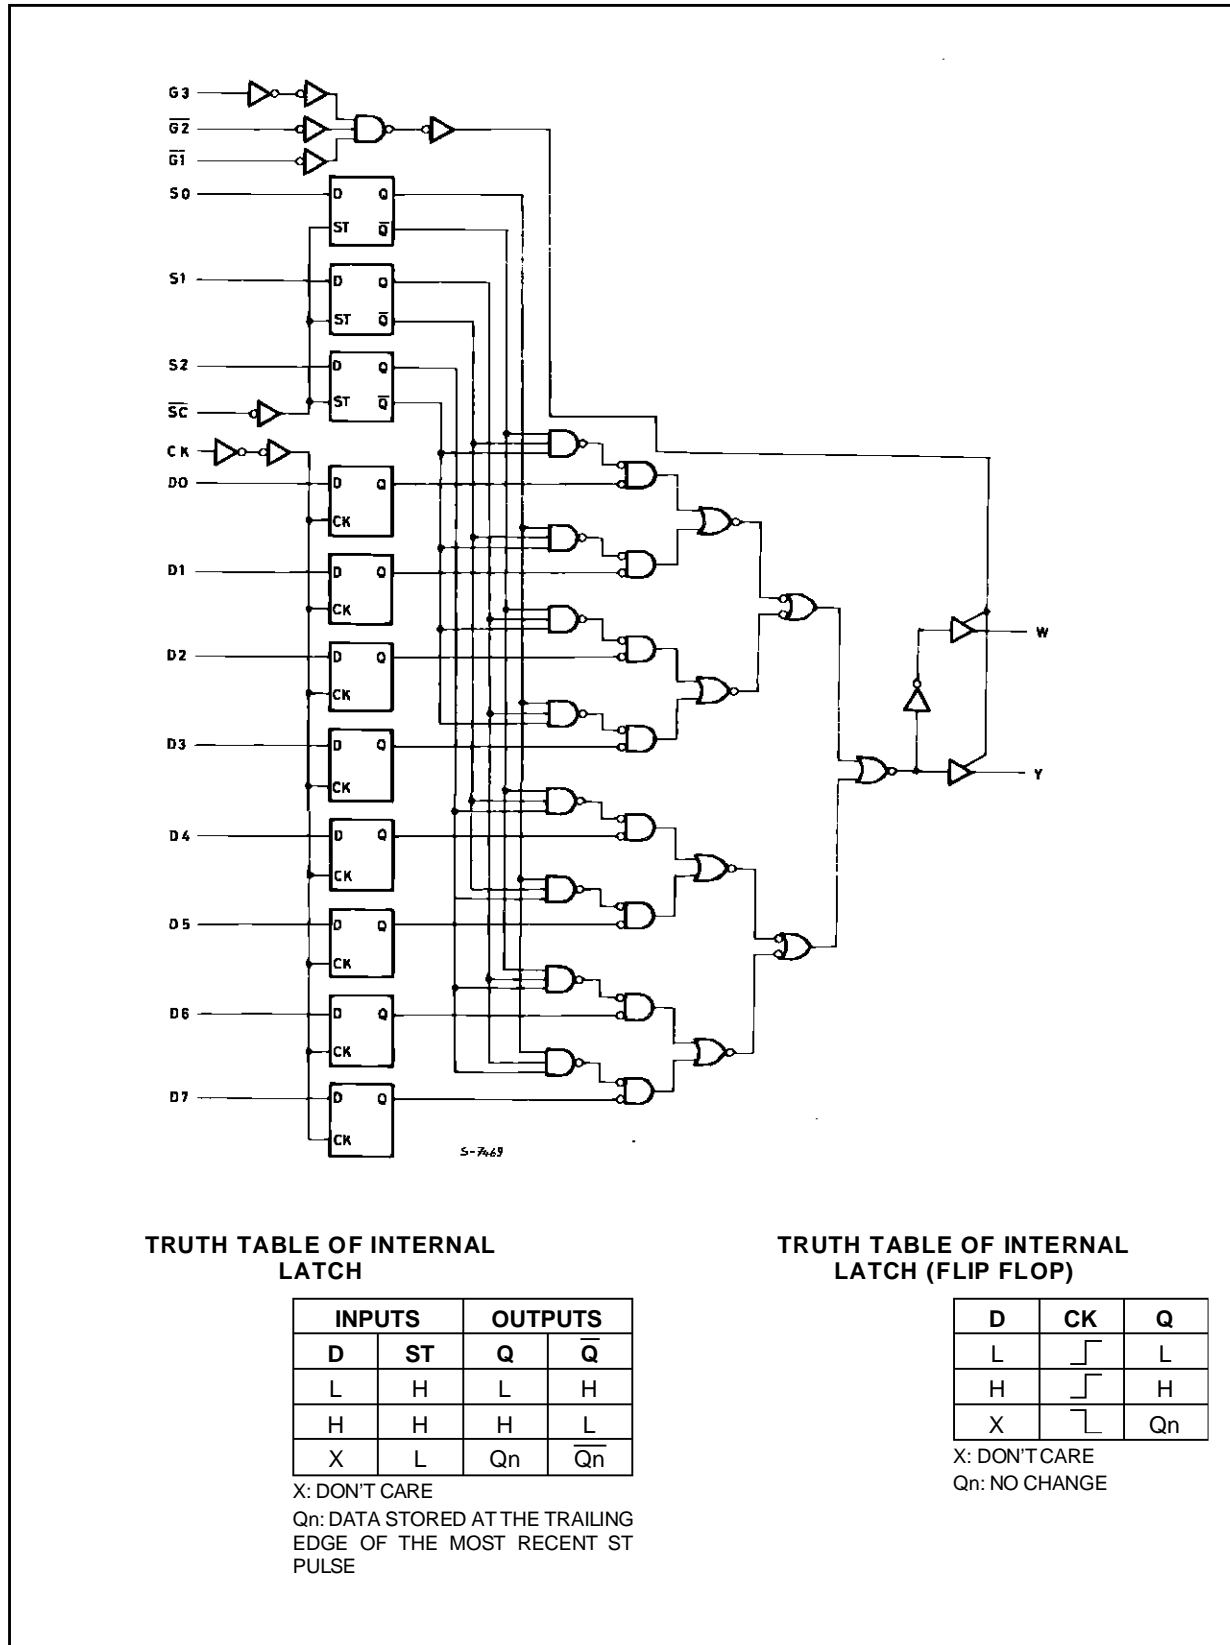 G3
G2
G1
S0 D Q
ST Q
S1 D Q
ST Q
S2 D Q
SC ST Q
CK
D0 D Q
CK
D1 D Q
CK
D2 D Q W
CK
D3 D Q Y
CK
D4 D Q
CK
D5 D Q
CK
D6 D Q
CK
D7 D Q
CK
S-7469
TRUTH TABLE OF INTERNAL
LATCH
INPUTS OUTPUTS
D ST Q Q
L H L H
H H H L
X L Qn Qn
X: DON'T CARE
Qn: DATA STORED AT THE TRAILING
EDGE OF THE MOST RECENT ST
PULSE
TRUTH TABLE OF INTERNAL
LATCH (FLIP FLOP)
D CK Q
L L
H H
X Qn
X: DON'T CARE
Qn: NO CHANGE